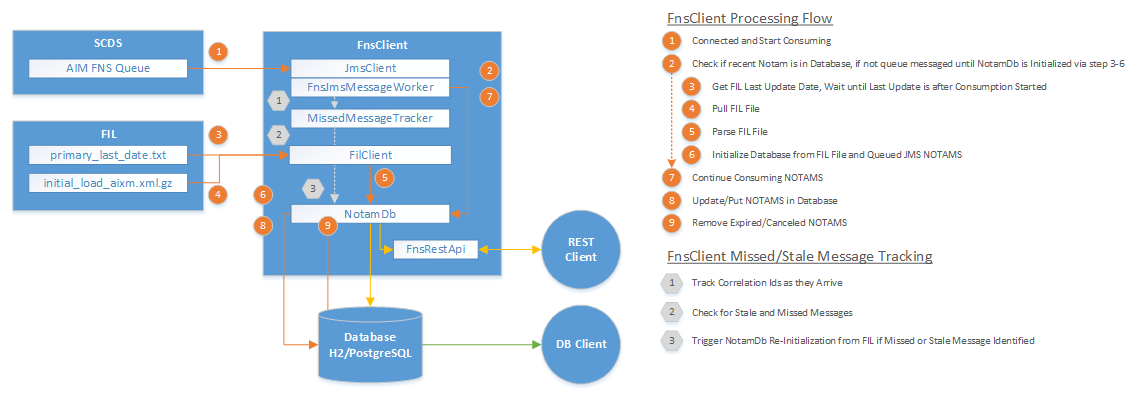 SCDS
AIM FNS Queue
1
FIL
primary_last_date.txt
initial_load_aixm.xml.gz
3
4
FnsClient
JmsClient
FnsJmsMessageWorker
MissedMessageTracker
FilClient
NotamDb
FnsRestApi
2
7
1
2
5
3
6
8
9
REST
Client
Database
H2/PostgreSQL
DB Client
FnsClient Processing Flow
1 Connected and Start Consuming
2 Check if recent Notam is in Database, if not queue messaged until NotamDb is Initialized via step 3-6
3 Get FIL Last Update Date, Wait until Last Update is after Consumption Started
4 Pull FIL File
5 Parse FIL File
6 Initialize Database from FIL File and Queued JMS NOTAMS
7 Continue Consuming NOTAMS
8 Update/Put NOTAMS in Database
9 Remove Expired/Canceled NOTAMS
FnsClient Missed/Stale Message Tracking
1 Track Correlation Ids as they Arrive
2 Check for Stale and Missed Messages
3 Trigger NotamDb Re-Initialization from FIL if Missed or Stale Message Identified